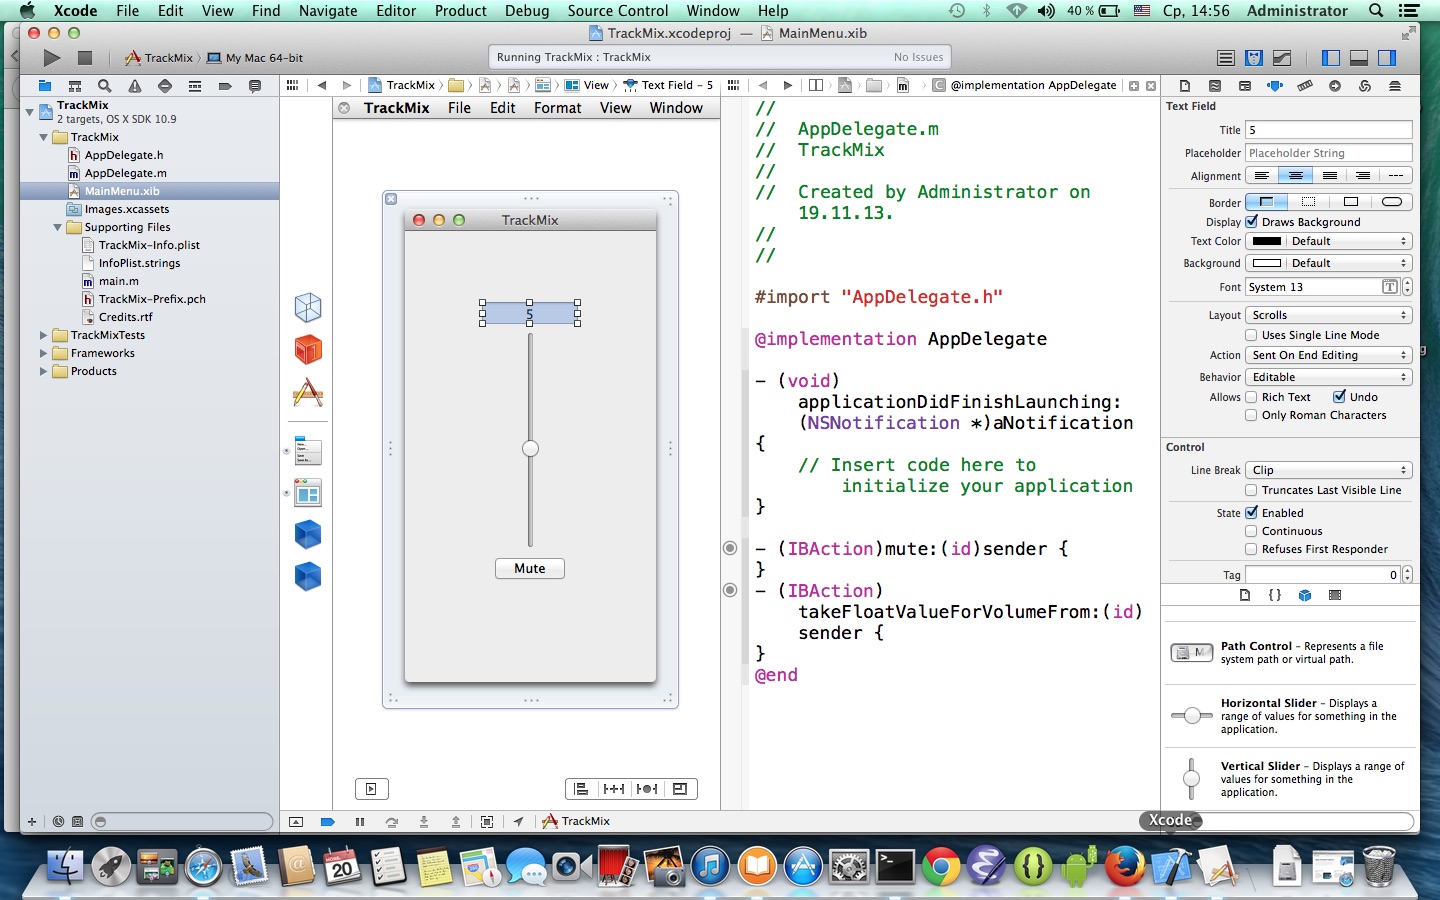 Xcode File Edit View Find Navigate Editor Product Debug Source Control Window Help 40 % Ср, 14:56 Administrator
TrackMix.xcodeproj — MainMenu.xib
TrackMix My Mac 64-bit
Running TrackMix : TrackMix No Issues
TrackMix View Text Field - 5
@implementation AppDelegate
TrackMix
2 targets, OS X SDK 10.9
TrackMix
AppDelegate.h
AppDelegate.m
MainMenu.xib
Images.xcassets
Supporting Files
TrackMix-Info.plist
InfoPlist.strings
main.m
TrackMix-Prefix.pch
Credits.rtf
TrackMixTests
Frameworks
Products
TrackMix File Edit Format View Window
TrackMix
5
Mute
//
// AppDelegate.m
// TrackMix
//
// Created by Administrator on
19.11.13.
//
//
#import "AppDelegate.h"
@implementation AppDelegate
- (void)
applicationDidFinishLaunching:
(NSNotification *)aNotification
{
// Insert code here to
initialize your application
}
- (IBAction)mute:(id)sender {
}
- (IBAction)
takeFloatValueForVolumeFrom:(id)
sender {
}
@end
Text Field
Title 5
Placeholder Placeholder String
Alignment
Border
Display Draws Background
Text Color Default
Background Default
Font System 13
Layout Scrolls
Uses Single Line Mode
Action Sent On End Editing
Behavior Editable
Allows Rich Text Undo
Only Roman Characters
Control
Line Break Clip
Truncates Last Visible Line
State Enabled
Continuous
Refuses First Responder
Tag 0
Path Control - Represents a file
system path or virtual path.
Horizontal Slider - Displays a
range of values for something in the
application.
Vertical Slider - Displays a range of
values for something in the
application.
TrackMix
Xcode
20